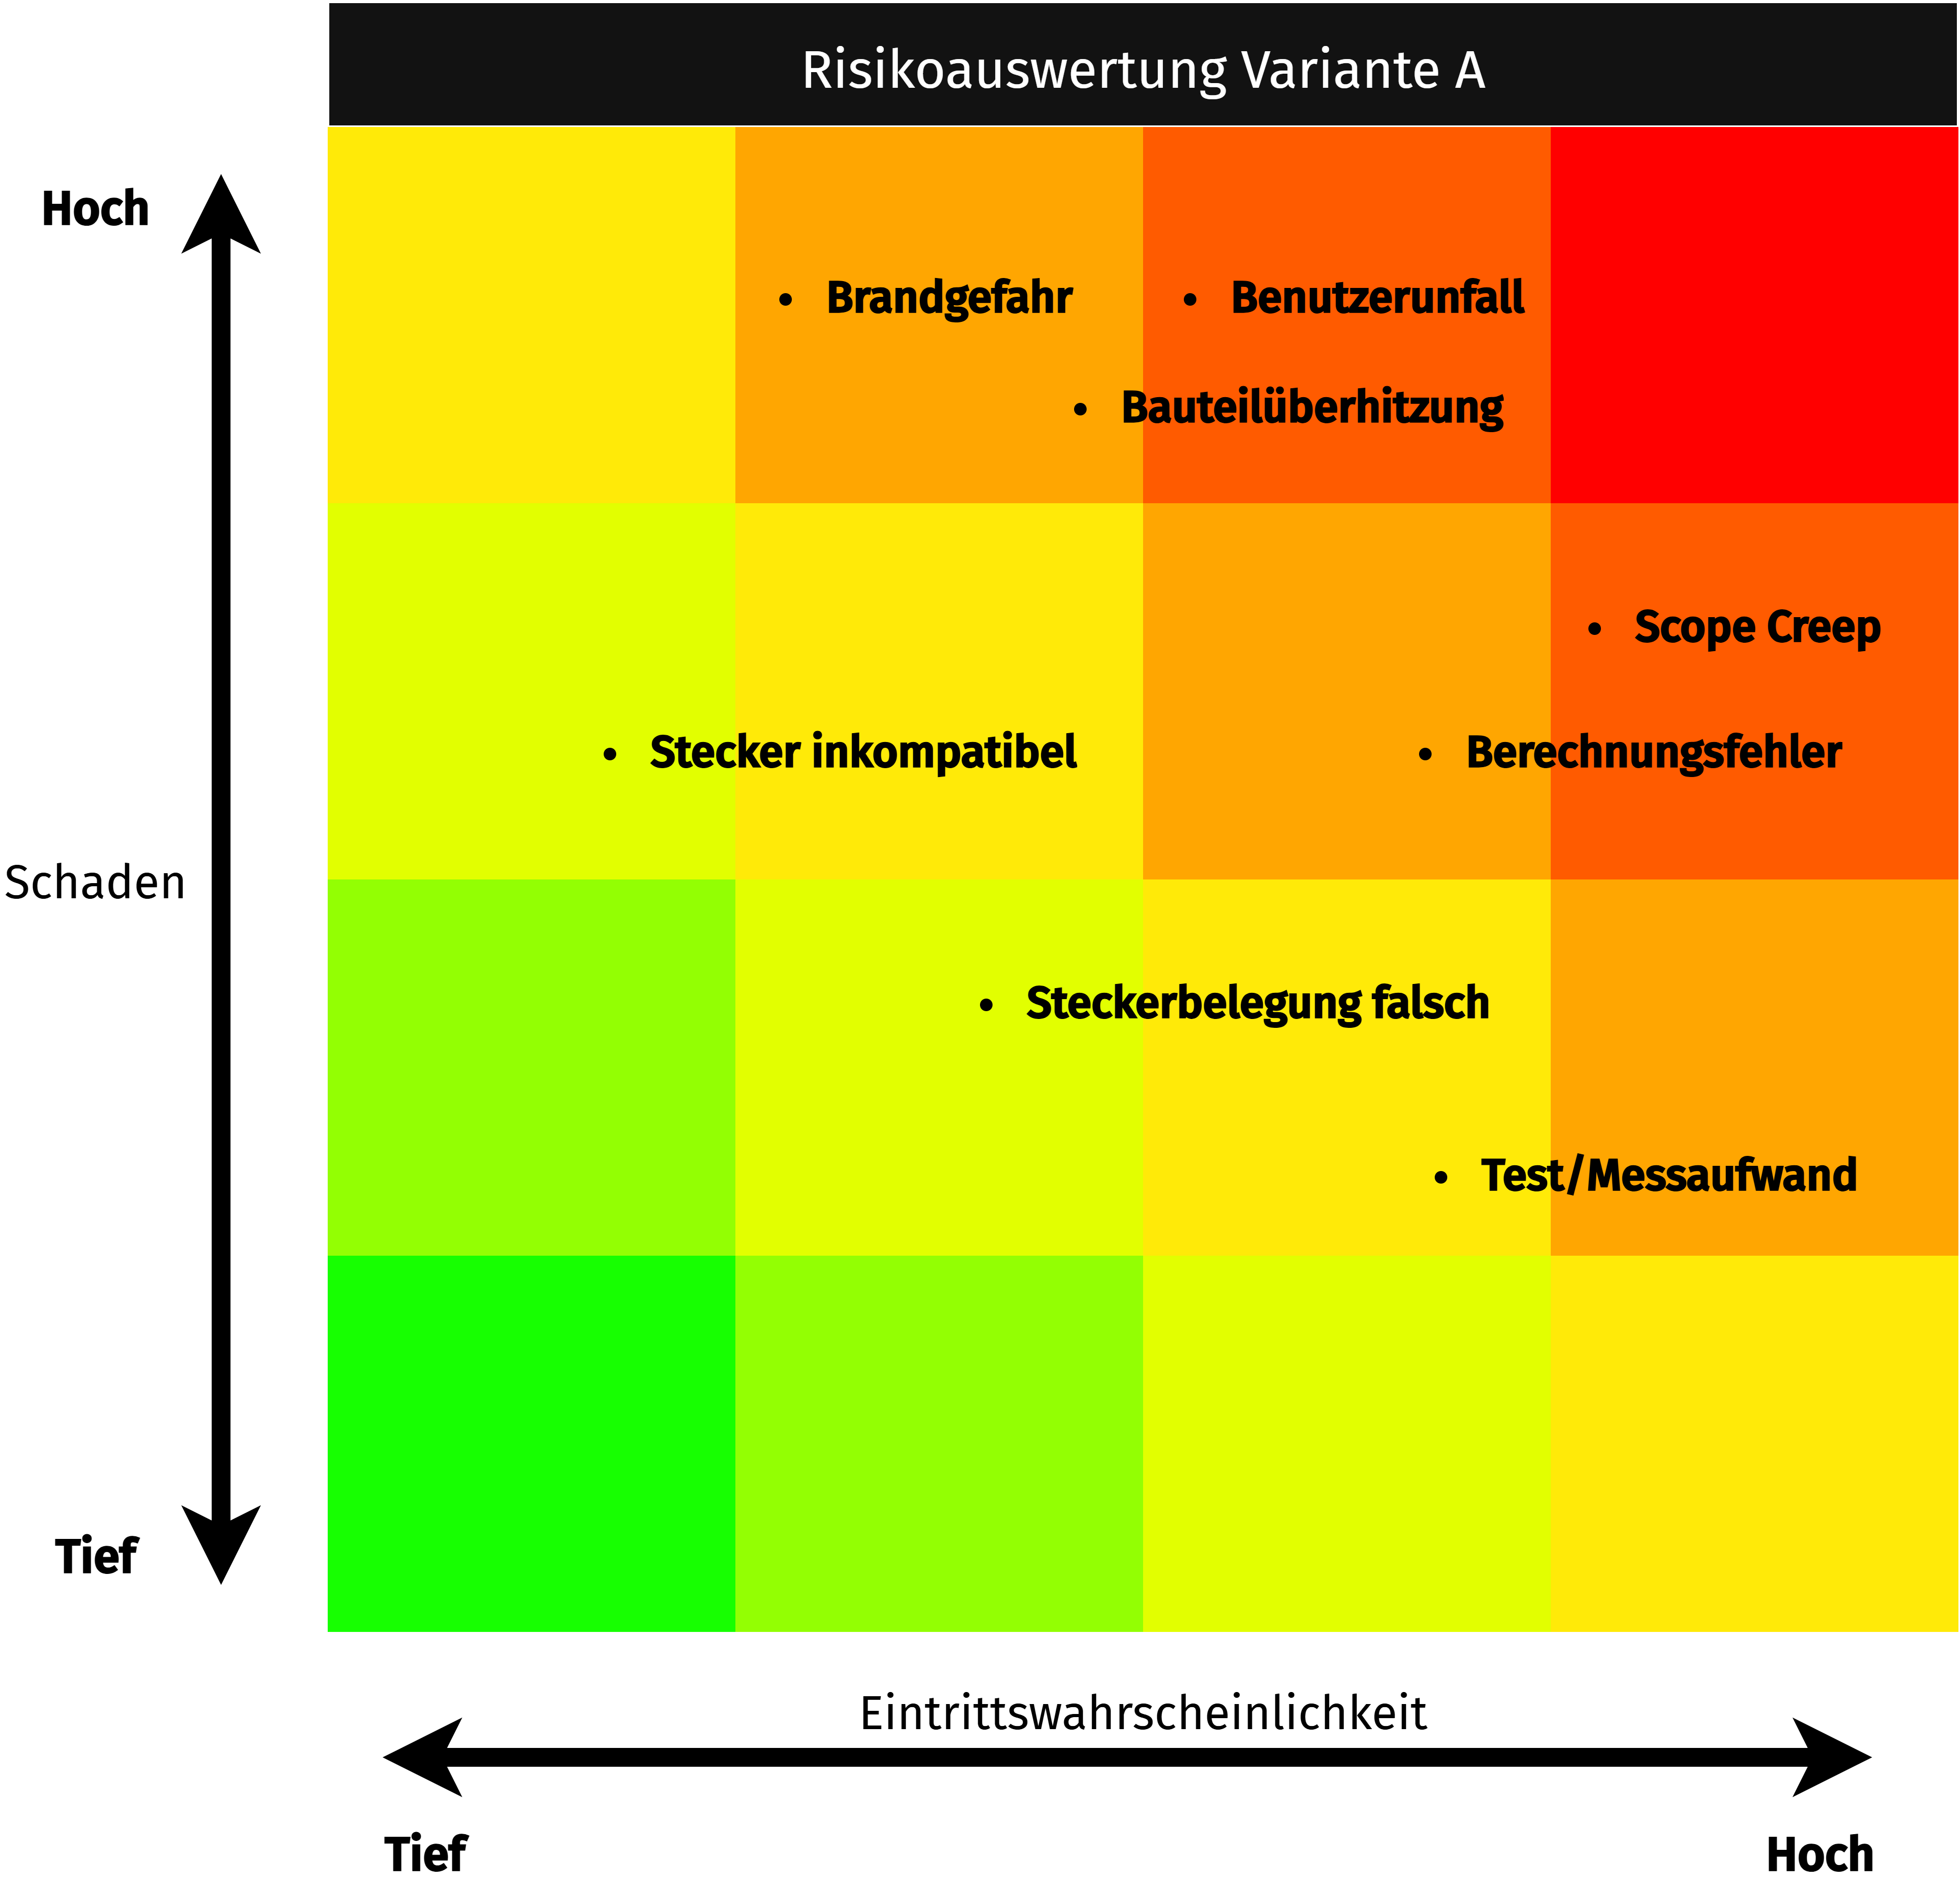 Risikoauswertung Variante A
Hoch
• Brandgefahr
• Benutzerunfall
• Bauteilüberhitzung
• Scope Creep
• Stecker inkompatibel
• Berechnungsfehler
Schaden
• Steckerbelegung falsch
• Test/Messaufwand
Tief
Eintrittswahrscheinlichkeit
Tief
Hoch